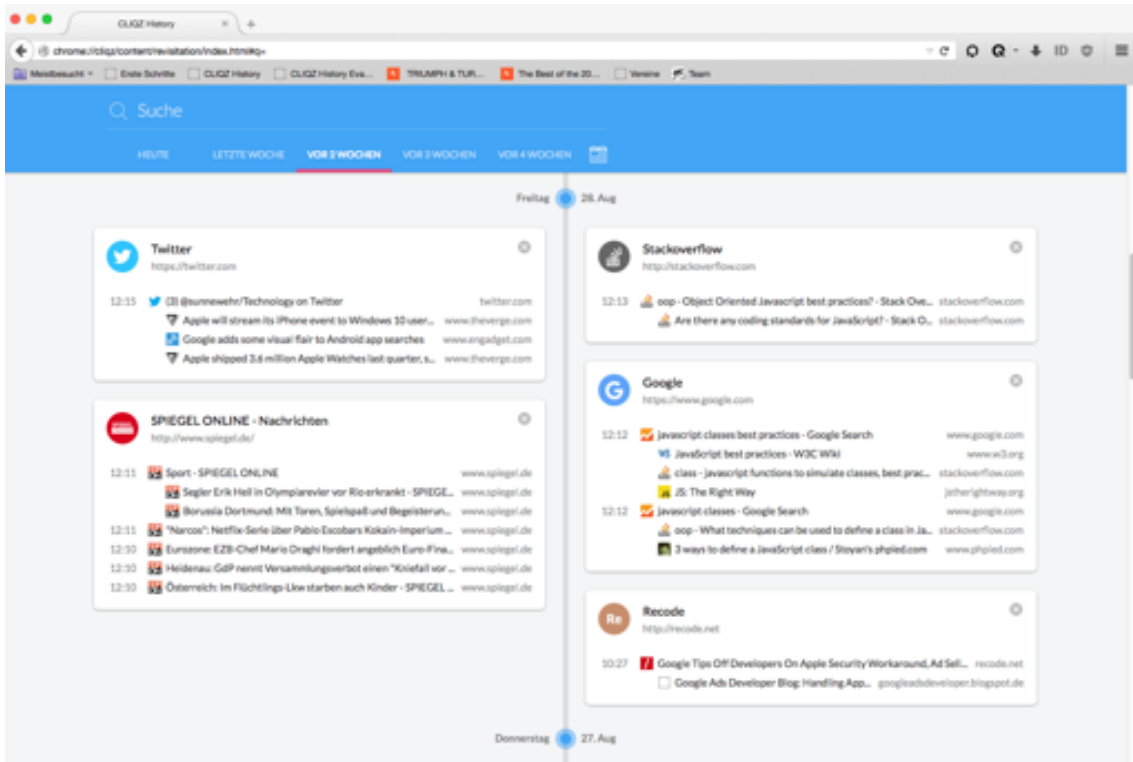 CLIQZ History
chrome://cliqz/content/revisitation/index.html#q=
Meistbesucht Erste Schritte CLIQZ History CLIQZ History Eva... TRIUMPH & TUR... The Best of the 20... Vereine Team
Suche
HEUTE LETZTE WOCHE VOR 2 WOCHEN VOR 3 WOCHEN VOR 4 WOCHEN
Freitag 28. Aug
Twitter
https://twitter.com
12:15 (3) @sunnewehr/Technology on Twitter twitter.com
Apple will stream its iPhone event to Windows 10 user... www.theverge.com
Google adds some visual flair to Android app searches www.engadget.com
Apple shipped 3.6 million Apple Watches last quarter, s... www.theverge.com
SPIEGEL ONLINE - Nachrichten
http://www.spiegel.de/
12:11 Sport - SPIEGEL ONLINE www.spiegel.de
Segler Erik Heil in Olympiarevier vor Rio erkrankt - SPIEGE... www.spiegel.de
Borussia Dortmund: Mit Toren, Spielspaß und Begeisterun... www.spiegel.de
12:11 "Narcos": Netflix-Serie über Pablo Escobars Kokain-Imperium ... www.spiegel.de
12:10 Eurozone: EZB-Chef Mario Draghi fordert angeblich Euro-Fina... www.spiegel.de
12:10 Heidenau: GdP nennt Versammlungsverbot einen "Kniefall vor ... www.spiegel.de
12:10 Österreich: Im Flüchtlings-Lkw starben auch Kinder - SPIEGEL ... www.spiegel.de
Stackoverflow
http://stackoverflow.com
12:13 oop - Object Oriented Javascript best practices? - Stack Ove... stackoverflow.com
Are there any coding standards for JavaScript? - Stack O... stackoverflow.com
Google
https://www.google.com
12:12 javascript classes best practices - Google Search www.google.com
JavaScript best practices - W3C Wiki www.w3.org
class - javascript functions to simulate classes, best prac... stackoverflow.com
JS: The Right Way jstherightway.org
12:12 javascript classes - Google Search www.google.com
oop - What techniques can be used to define a class in Ja... stackoverflow.com
3 ways to define a JavaScript class / Stoyan's phpied.com www.phpied.com
Re
Recode
http://recode.net
10:27 Google Tips Off Developers On Apple Security Workaround, Ad Sell... recode.net
Google Ads Developer Blog: Handling App... googleadsdeveloper.blogspot.de
Donnerstag 27. Aug